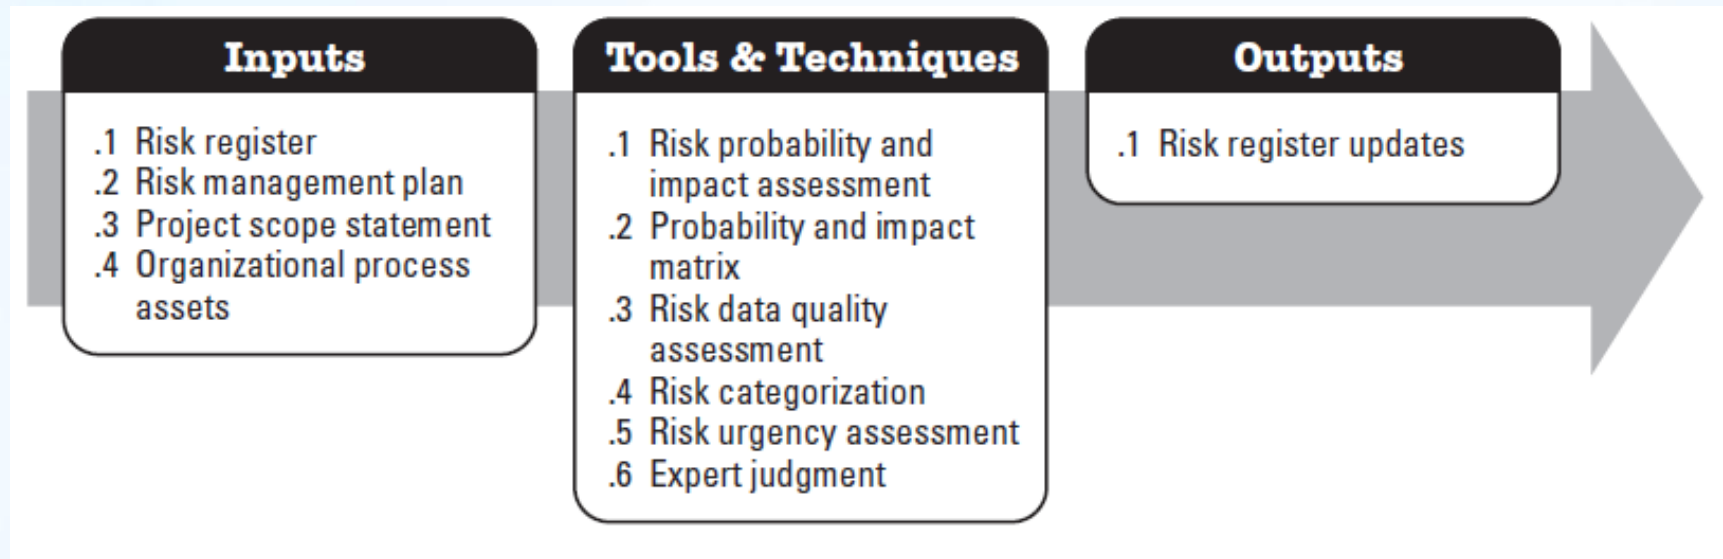 Inputs
.1 Risk register
.2 Risk management plan
.3 Project scope statement
.4 Organizational process
assets
Tools & Techniques
.1 Risk probability and
impact assessment
.2 Probability and impact
matrix
.3 Risk data quality
assessment
.4 Risk categorization
.5 Risk urgency assessment
.6 Expert judgment
Outputs
.1 Risk register updates